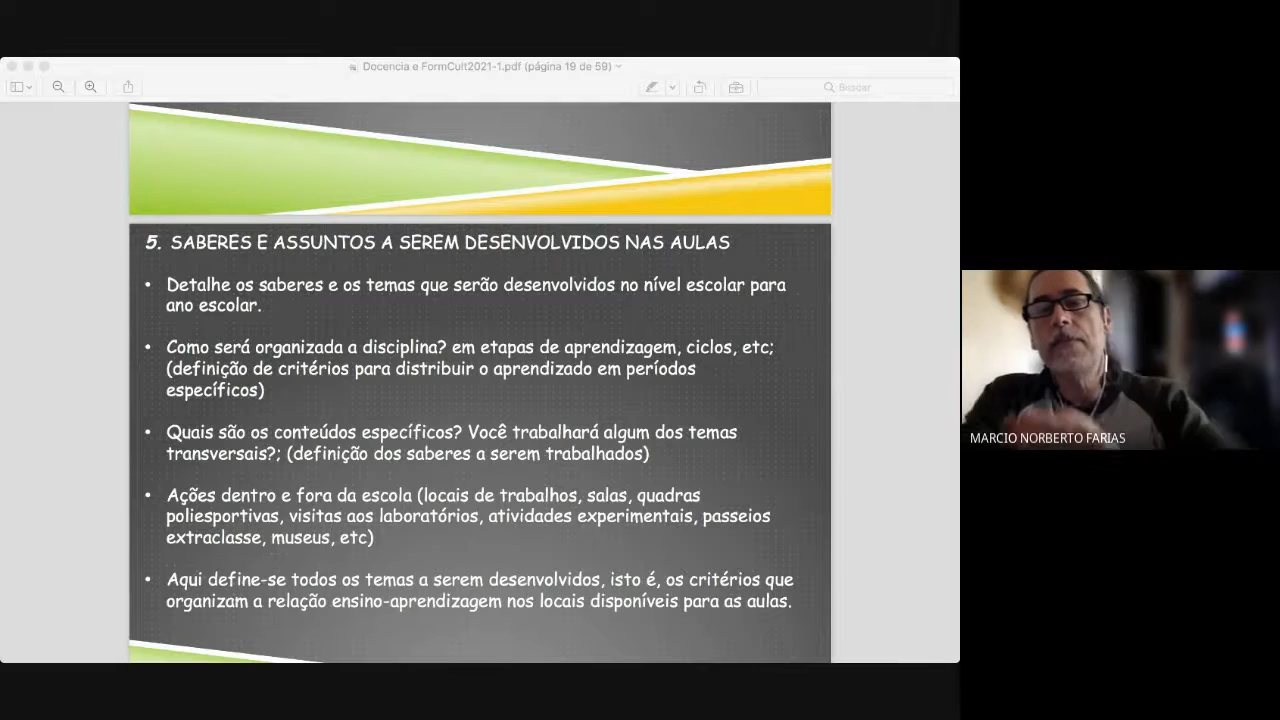 Docencia e FormCult2021-1.pdf (página 19 de 59)
Buscar
5. SABERES E ASSUNTOS A SEREM DESENVOLVIDOS NAS AULAS
• Detalhe os saberes e os temas que serão desenvolvidos no nível escolar para
ano escolar.
• Como será organizada a disciplina? em etapas de aprendizagem, ciclos, etc;
(definição de critérios para distribuir o aprendizado em períodos
específicos)
• Quais são os conteúdos específicos? Você trabalhará algum dos temas
transversais?; (definição dos saberes a serem trabalhados)
• Ações dentro e fora da escola (locais de trabalhos, salas, quadras
poliesportivas, visitas aos laboratórios, atividades experimentais, passeios
extraclasse, museus, etc)
• Aqui define-se todos os temas a serem desenvolvidos, isto é, os critérios que
organizam a relação ensino-aprendizagem nos locais disponíveis para as aulas.
MARCIO NORBERTO FARIAS